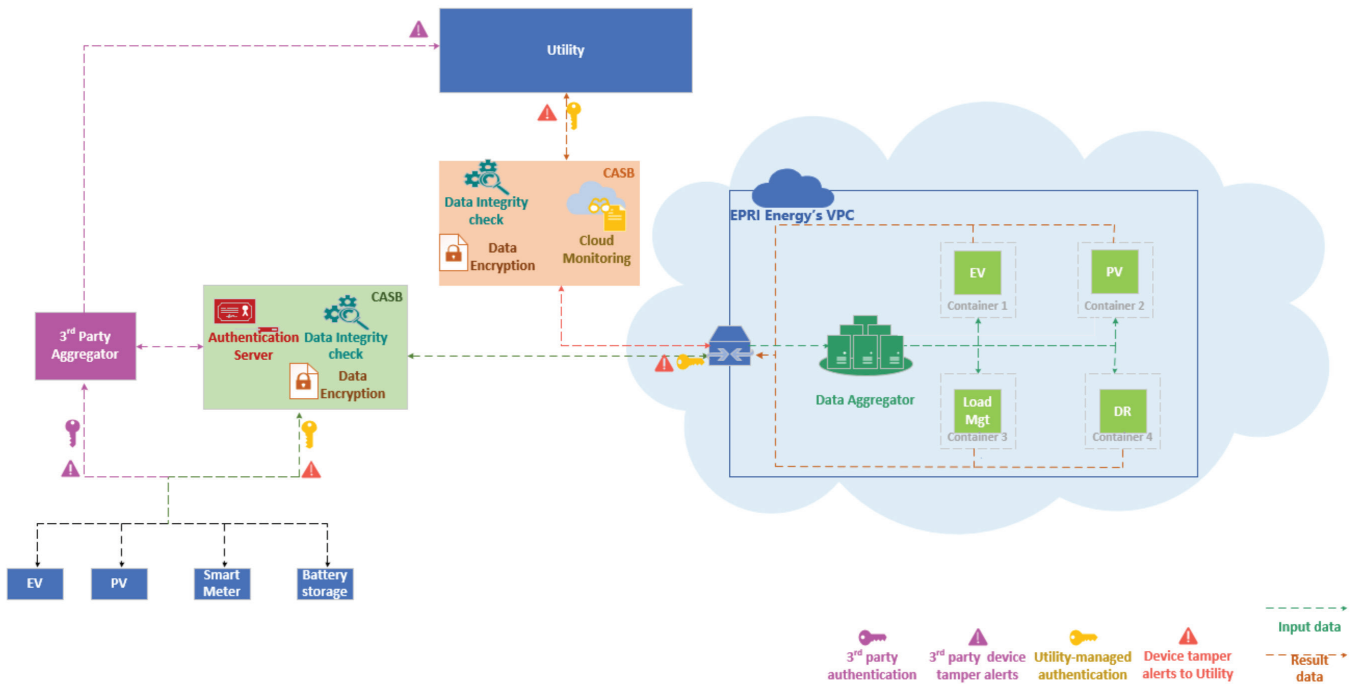 Utility
CASB
Data Integrity
check
Data
Encryption
Cloud
Monitoring
EPRI Energy's VPC
EV
Container 1
PV
Container 2
CASB
Authentication
Server
Data Integrity
check
Data
Encryption
3rd Party
Aggregator
Data Aggregator
Load
Mgt
Container 3
DR
Container 4
EV
PV
Smart
Meter
Battery
storage
3rd party
authentication
3rd party device
tamper alerts
Utility-managed
authentication
Device tamper
alerts to Utility
Input data
Result
data